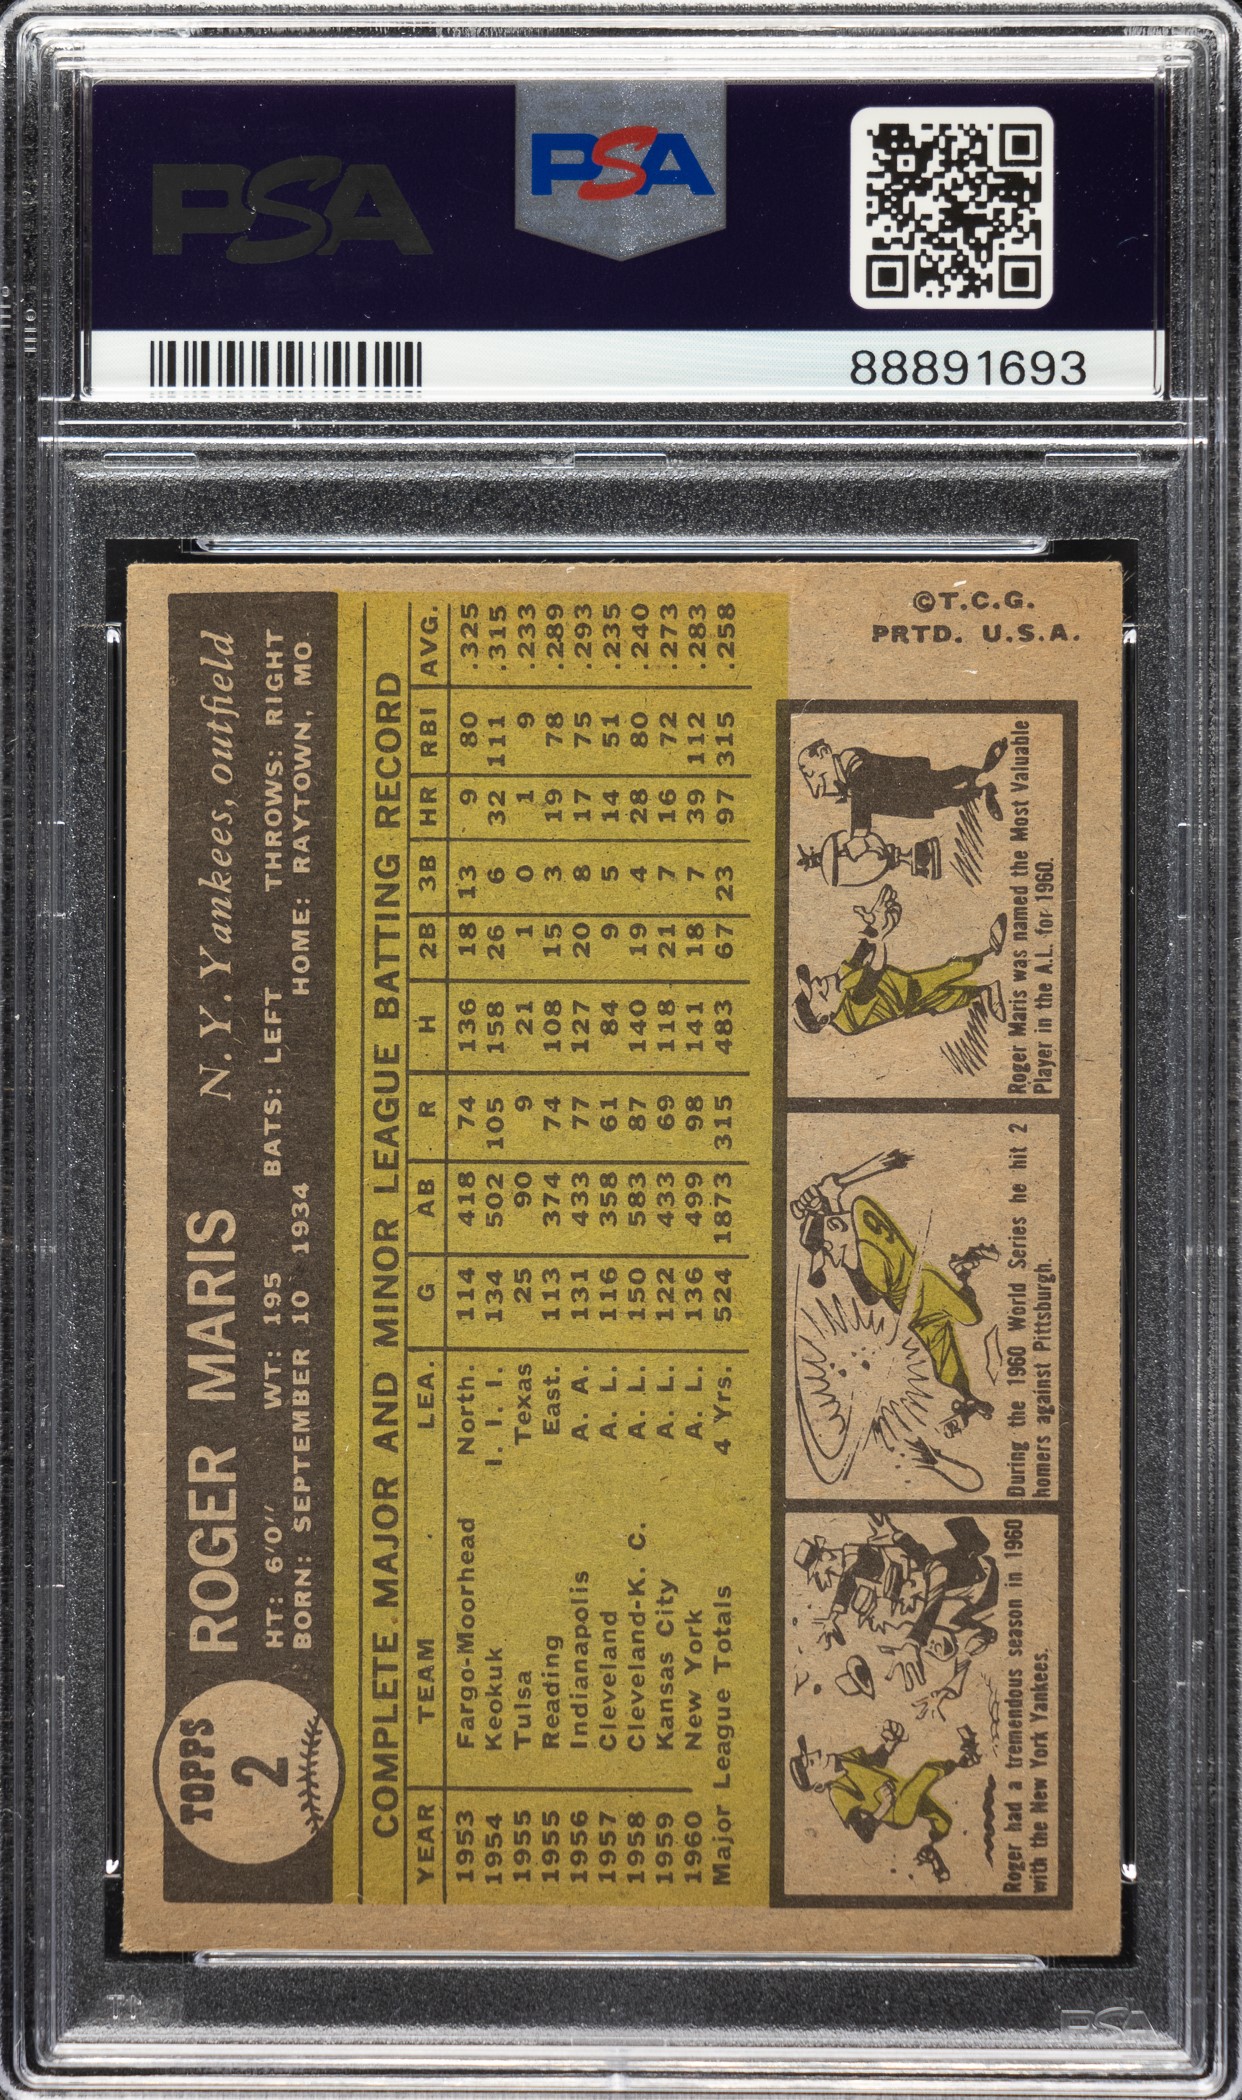 PSA
PSA
88891693
TOPPS
2
ROGER MARIS N.Y. Yankees, outfield
HT: 6'0" WT: 195 BATS: LEFT THROWS: RIGHT
BORN: SEPTEMBER 10 1934 HOME: RAYTOWN, MO.
COMPLETE MAJOR AND MINOR LEAGUE BATTING RECORD
YEAR TEAM LEA. G AB R H 2B 3B HR RBI AVG.
1953 Fargo-Moorhead North. 114 418 74 136 18 13 9 80 .325
1954 Keokuk I. I. I. 134 502 105 158 26 6 32 111 .315
1955 Tulsa Texas 25 90 9 21 1 0 1 9 .233
1955 Reading East. 113 374 74 108 15 3 19 78 .289
1956 Indianapolis A. A. 131 433 77 127 20 8 17 75 .293
1957 Cleveland A. L. 116 358 61 84 9 5 14 51 .235
1958 Cleveland-K. C. A. L. 150 583 87 140 19 4 28 80 .240
1959 Kansas City A. L. 122 433 69 118 21 7 16 72 .273
1960 New York A. L. 136 499 98 141 18 7 39 112 .283
Major League Totals 4 Yrs. 524 1873 315 483 67 23 97 315 .258
Roger had a tremendous season in 1960
with the New York Yankees.
9
During the 1960 World Series he hit 2
homers against Pittsburgh.
Roger Maris was named the Most Valuable
Player in the A.L. for 1960.
©T.C.G.
PRTD. U.S.A.
PSA